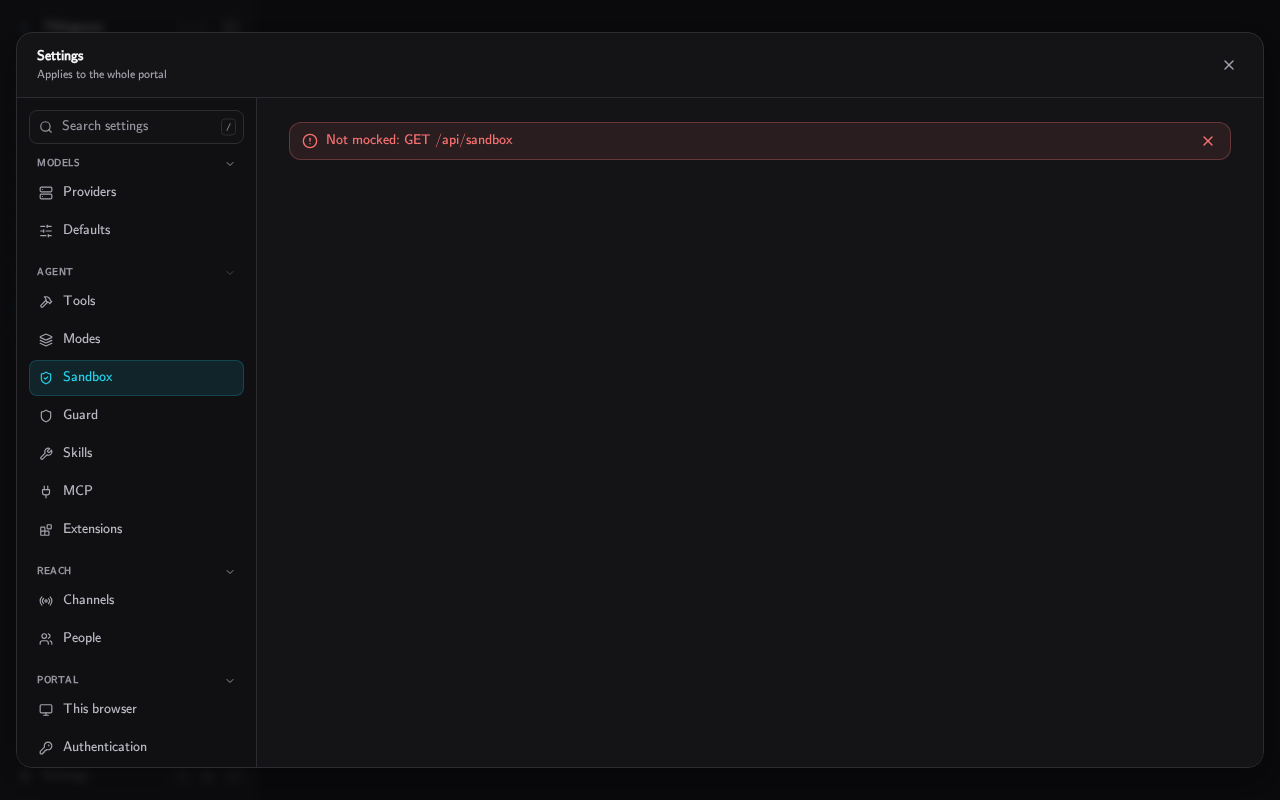 Settings
Applies to the whole portal
Search settings /
MODELS
Providers
Defaults
AGENT
Tools
Modes
Sandbox
Guard
Skills
MCP
Extensions
REACH
Channels
People
PORTAL
This browser
Authentication
Not mocked: GET /api/sandbox